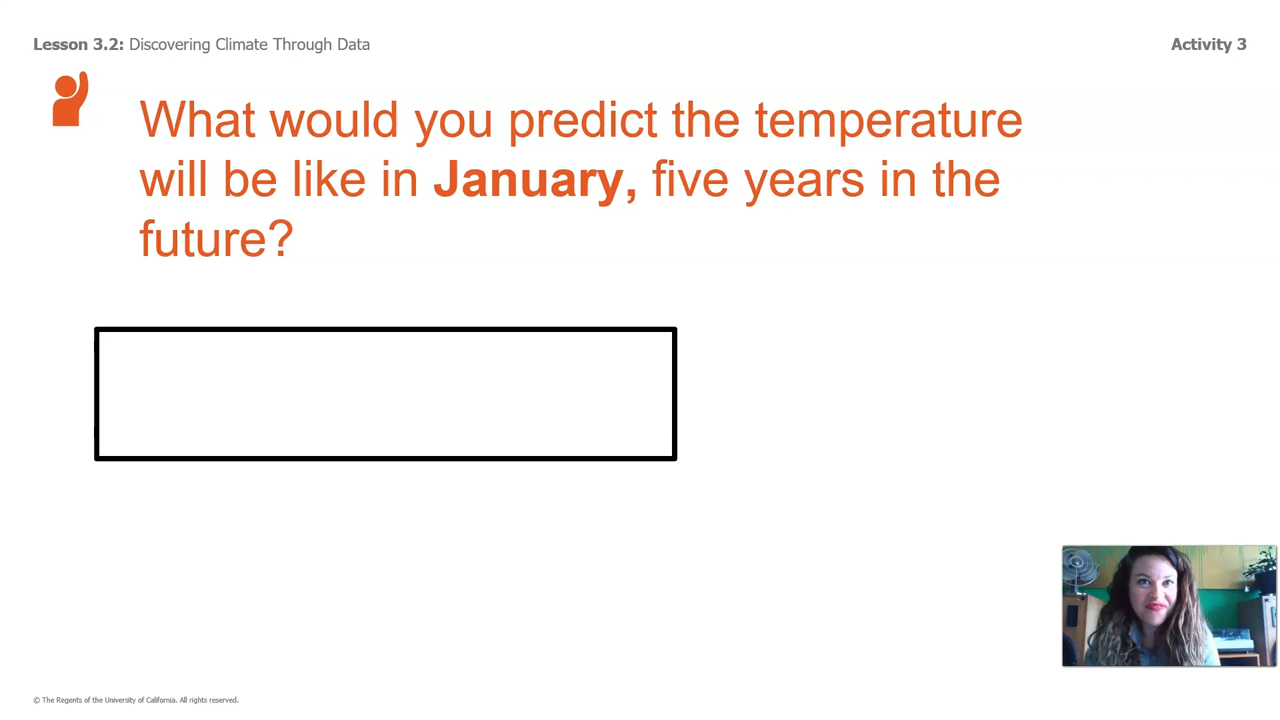 Lesson 3.2: Discovering Climate Through Data
Activity 3
What would you predict the temperature
will be like in January, five years in the
future?
© The Regents of the University of California. All rights reserved.